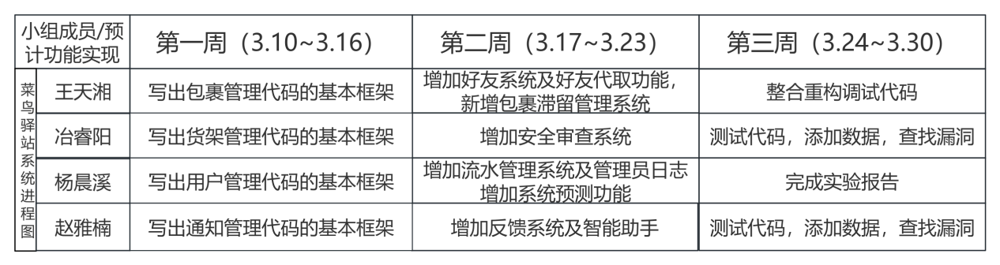 小组成员/预
计功能实现
第一周（3.10~3.16）
第二周（3.17~3.23）
第三周（3.24~3.30）
菜鸟驿站系统进程图
王天湘
写出包裹管理代码的基本框架
增加好友系统及好友代取功能，
新增包裹滞留管理系统
整合重构调试代码
冶睿阳
写出货架管理代码的基本框架
增加安全审查系统
测试代码，添加数据，查找漏洞
杨晨溪
写出用户管理代码的基本框架
增加流水管理系统及管理员日志
增加系统预测功能
完成实验报告
赵雅楠
写出通知管理代码的基本框架
增加反馈系统及智能助手
测试代码，添加数据，查找漏洞